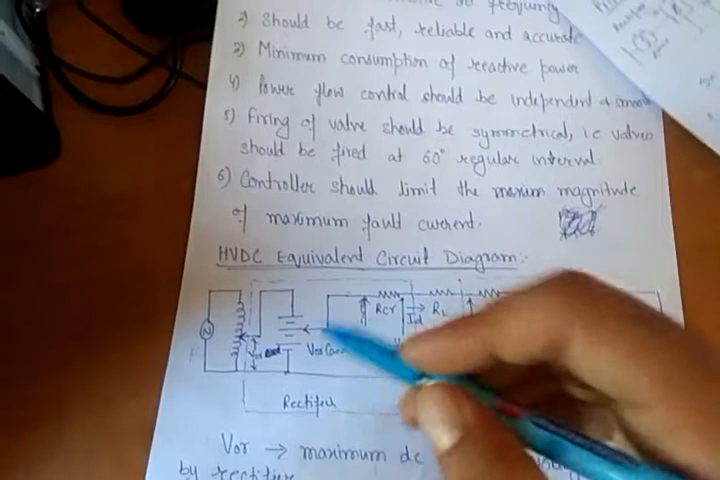 frequency
2) Should be fast, reliable and accurate
3) Minimum consumption of reactive power
4) Power flow control should be independent &
5) Firing of valve should be symmetrical, i.e valves
should be fired at 60° regular interval
6) Controller should limit the maximum magnitude
of maximum fault current.
HVDC Equivalent Circuit Diagram:-
Rcr Id RL
Rectifier
Vor → maximum dc
by rectifier